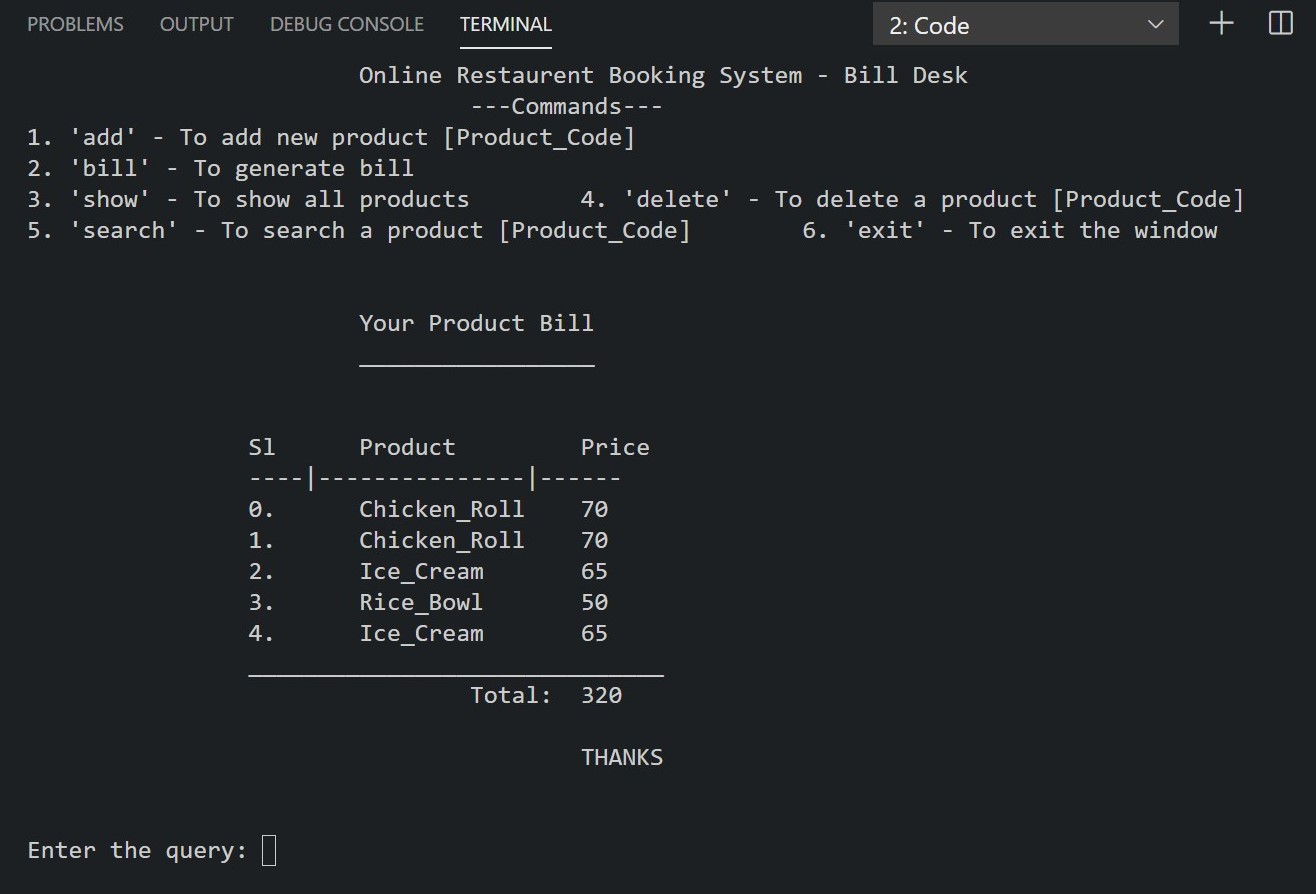 PROBLEMS OUTPUT DEBUG CONSOLE TERMINAL 2: Code
Online Restaurent Booking System - Bill Desk
---Commands---
1. 'add' - To add new product [Product_Code]
2. 'bill' - To generate bill
3. 'show' - To show all products 4. 'delete' - To delete a product [Product_Code]
5. 'search' - To search a product [Product_Code] 6. 'exit' - To exit the window
Your Product Bill
_________________
Sl Product Price
----|---------------|------
0. Chicken_Roll 70
1. Chicken_Roll 70
2. Ice_Cream 65
3. Rice_Bowl 50
4. Ice_Cream 65
______________________________
Total: 320
THANKS
Enter the query: